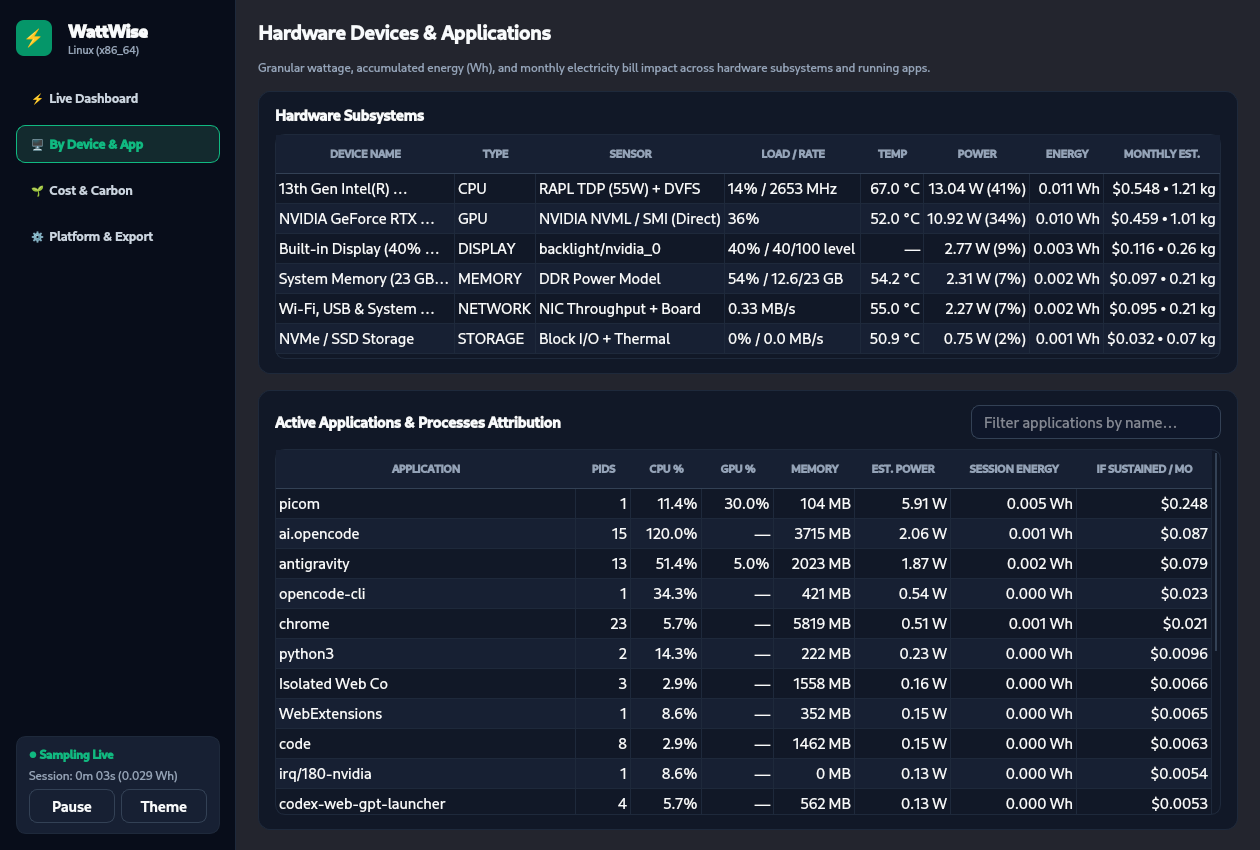 WattWise
Linux (x86_64)
⚡ Live Dashboard
🖥️ By Device & App
🌱 Cost & Carbon
⚙️ Platform & Export
● Sampling Live
Session: 0m 03s (0.029 Wh)
Pause Theme
Hardware Devices & Applications
Granular wattage, accumulated energy (Wh), and monthly electricity bill impact across hardware subsystems and running apps.
Hardware Subsystems
DEVICE NAME TYPE SENSOR LOAD / RATE TEMP POWER ENERGY MONTHLY EST.
13th Gen Intel(R) … CPU RAPL TDP (55W) + DVFS 14% / 2653 MHz 67.0 °C 13.04 W (41%) 0.011 Wh $0.548 • 1.21 kg
NVIDIA GeForce RTX … GPU NVIDIA NVML / SMI (Direct) 36% 52.0 °C 10.92 W (34%) 0.010 Wh $0.459 • 1.01 kg
Built-in Display (40% … DISPLAY backlight/nvidia_0 40% / 40/100 level — 2.77 W (9%) 0.003 Wh $0.116 • 0.26 kg
System Memory (23 GB… MEMORY DDR Power Model 54% / 12.6/23 GB 54.2 °C 2.31 W (7%) 0.002 Wh $0.097 • 0.21 kg
Wi-Fi, USB & System … NETWORK NIC Throughput + Board 0.33 MB/s 55.0 °C 2.27 W (7%) 0.002 Wh $0.095 • 0.21 kg
NVMe / SSD Storage STORAGE Block I/O + Thermal 0% / 0.0 MB/s 50.9 °C 0.75 W (2%) 0.001 Wh $0.032 • 0.07 kg
Active Applications & Processes Attribution
Filter applications by name…
APPLICATION PIDS CPU % GPU % MEMORY EST. POWER SESSION ENERGY IF SUSTAINED / MO
picom 1 11.4% 30.0% 104 MB 5.91 W 0.005 Wh $0.248
ai.opencode 15 120.0% — 3715 MB 2.06 W 0.001 Wh $0.087
antigravity 13 51.4% 5.0% 2023 MB 1.87 W 0.002 Wh $0.079
opencode-cli 1 34.3% — 421 MB 0.54 W 0.000 Wh $0.023
chrome 23 5.7% — 5819 MB 0.51 W 0.001 Wh $0.021
python3 2 14.3% — 222 MB 0.23 W 0.000 Wh $0.0096
Isolated Web Co 3 2.9% — 1558 MB 0.16 W 0.000 Wh $0.0066
WebExtensions 1 8.6% — 352 MB 0.15 W 0.000 Wh $0.0065
code 8 2.9% — 1462 MB 0.15 W 0.000 Wh $0.0063
irq/180-nvidia 1 8.6% — 0 MB 0.13 W 0.000 Wh $0.0054
codex-web-gpt-launcher 4 5.7% — 562 MB 0.13 W 0.000 Wh $0.0053